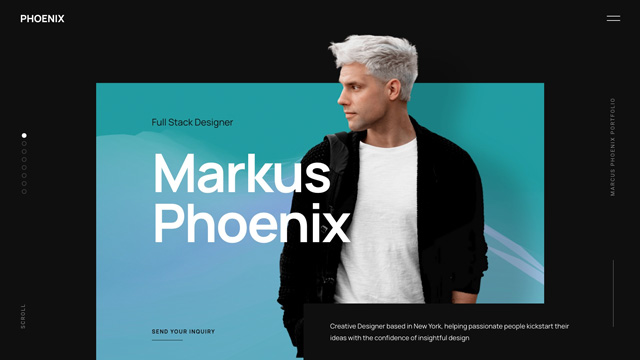 PHOENIX
Full Stack Designer
Markus
Phoenix
MARCUS PHOENIX PORTFOLIO
SCROLL
SEND YOUR INQUIRY
Creative Designer based in New York, helping passionate people kickstart their
ideas with the confidence of insightful design